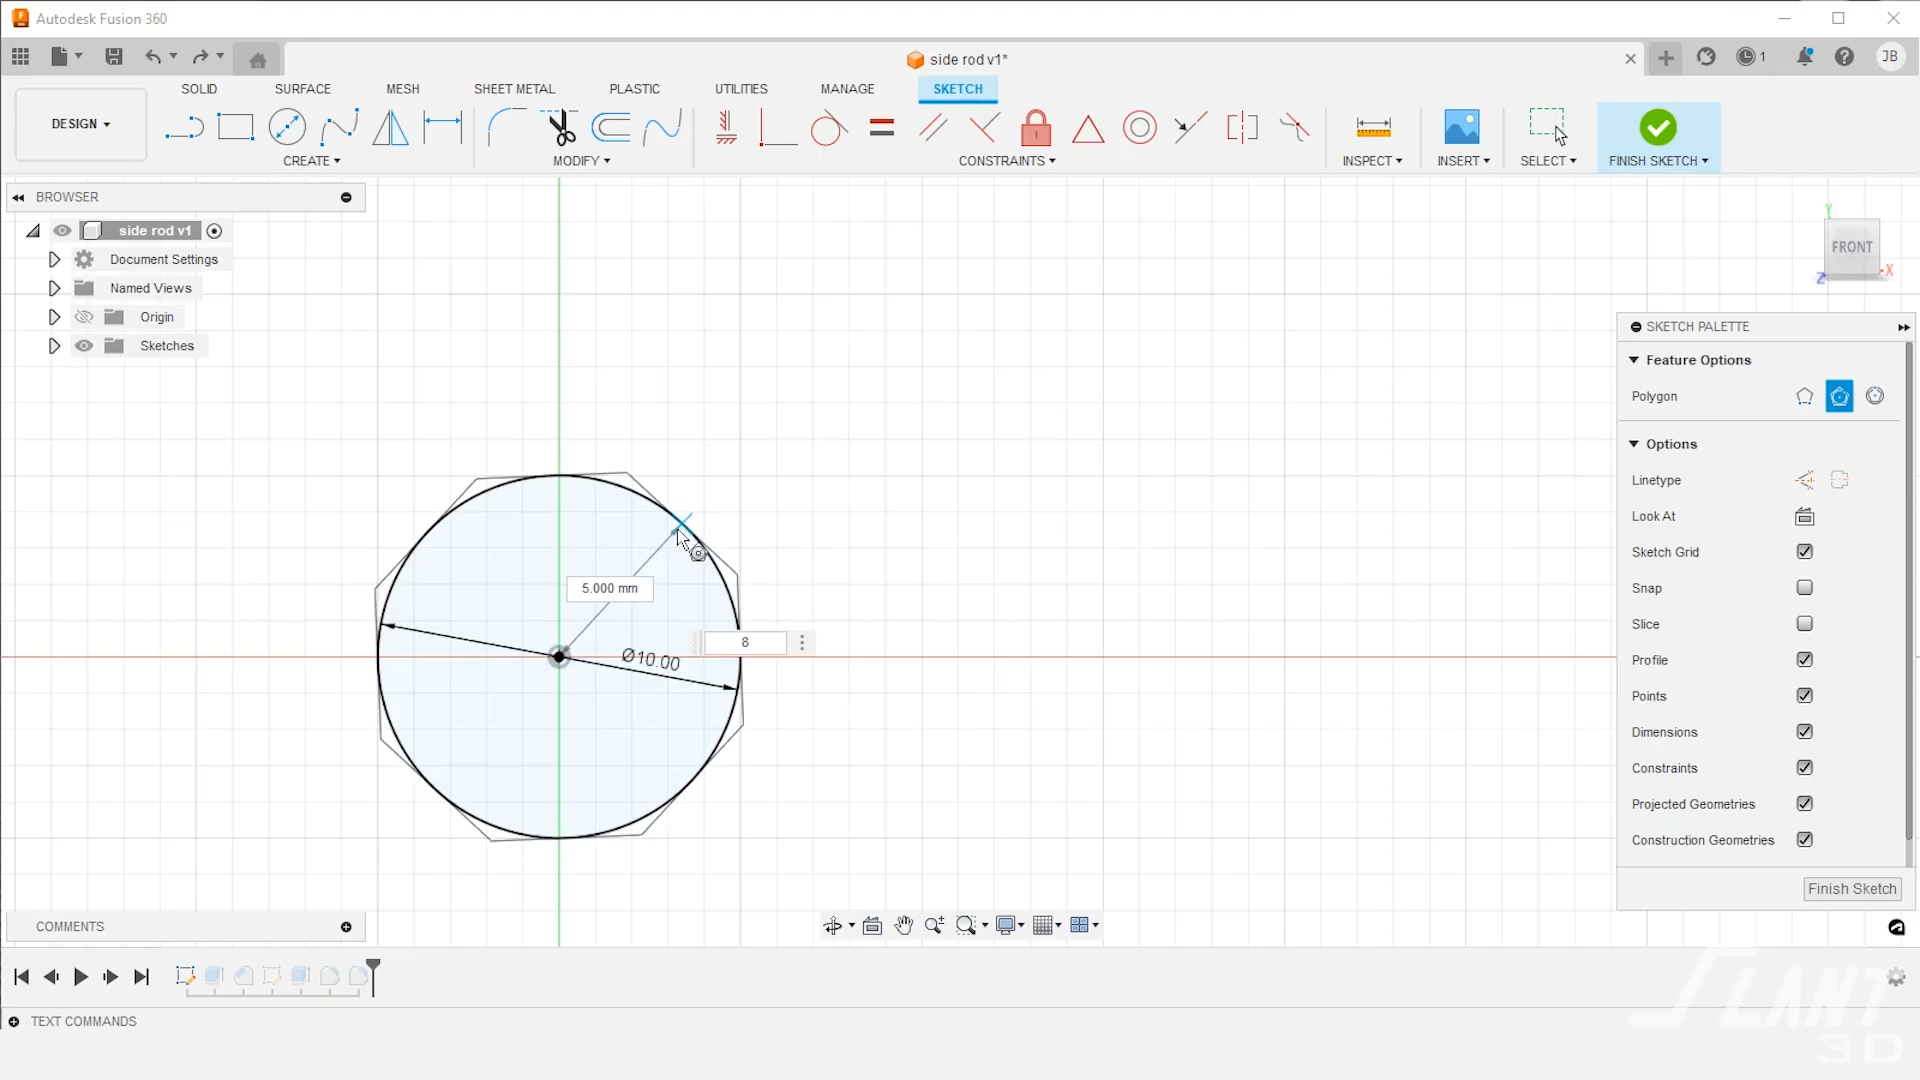 Autodesk Fusion 360
side rod v1*
1
JB
SOLID
SURFACE
MESH
SHEET METAL
PLASTIC
UTILITIES
MANAGE
SKETCH
DESIGN
CREATE
MODIFY
CONSTRAINTS
INSPECT
INSERT
SELECT
FINISH SKETCH
BROWSER
side rod v1
Document Settings
Named Views
Origin
Sketches
Y
FRONT
X
Z
SKETCH PALETTE
Feature Options
Polygon
Options
Linetype
Look At
Sketch Grid
Snap
Slice
Profile
Points
Dimensions
Constraints
Projected Geometries
Construction Geometries
Finish Sketch
5.000 mm
8
Ø10.00
COMMENTS
TEXT COMMANDS
SLANT
3D